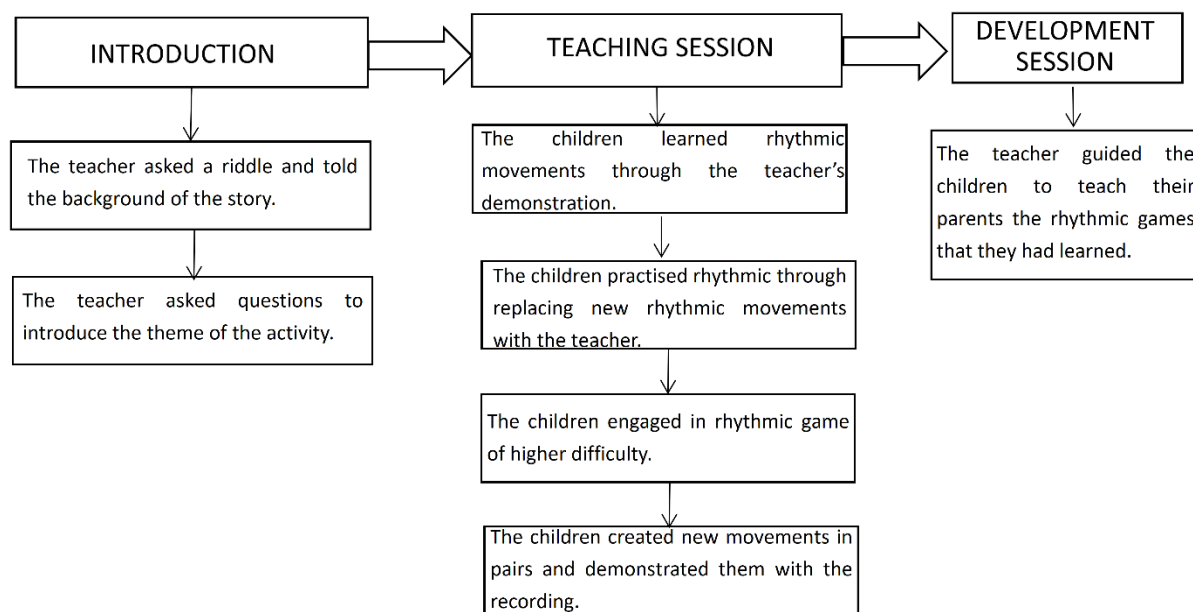 INTRODUCTION
The teacher asked a riddle and told
the background of the story.
The teacher asked questions to
introduce the theme of the activity.
TEACHING SESSION
The children learned rhythmic
movements through the teacher’s
demonstration.
The children practised rhythmic through
replacing new rhythmic movements
with the teacher.
The children engaged in rhythmic game
of higher difficulty.
The children created new movements in
pairs and demonstrated them with the
recording.
DEVELOPMENT
SESSION
The teacher guided the
children to teach their
parents the rhythmic games
that they had learned.